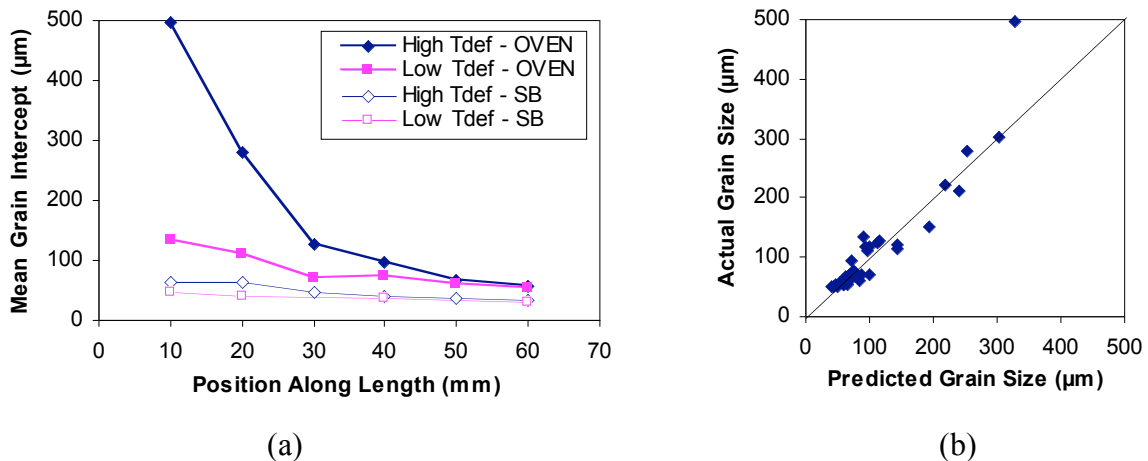 Mean Grain Intercept (µm)
500
400
300
200
100
0
High Tdef - OVEN
Low Tdef - OVEN
High Tdef - SB
Low Tdef - SB
0 10 20 30 40 50 60 70
Position Along Length (mm)
(a)
Actual Grain Size (µm)
500
400
300
200
100
0
0 100 200 300 400 500
Predicted Grain Size (µm)
(b)